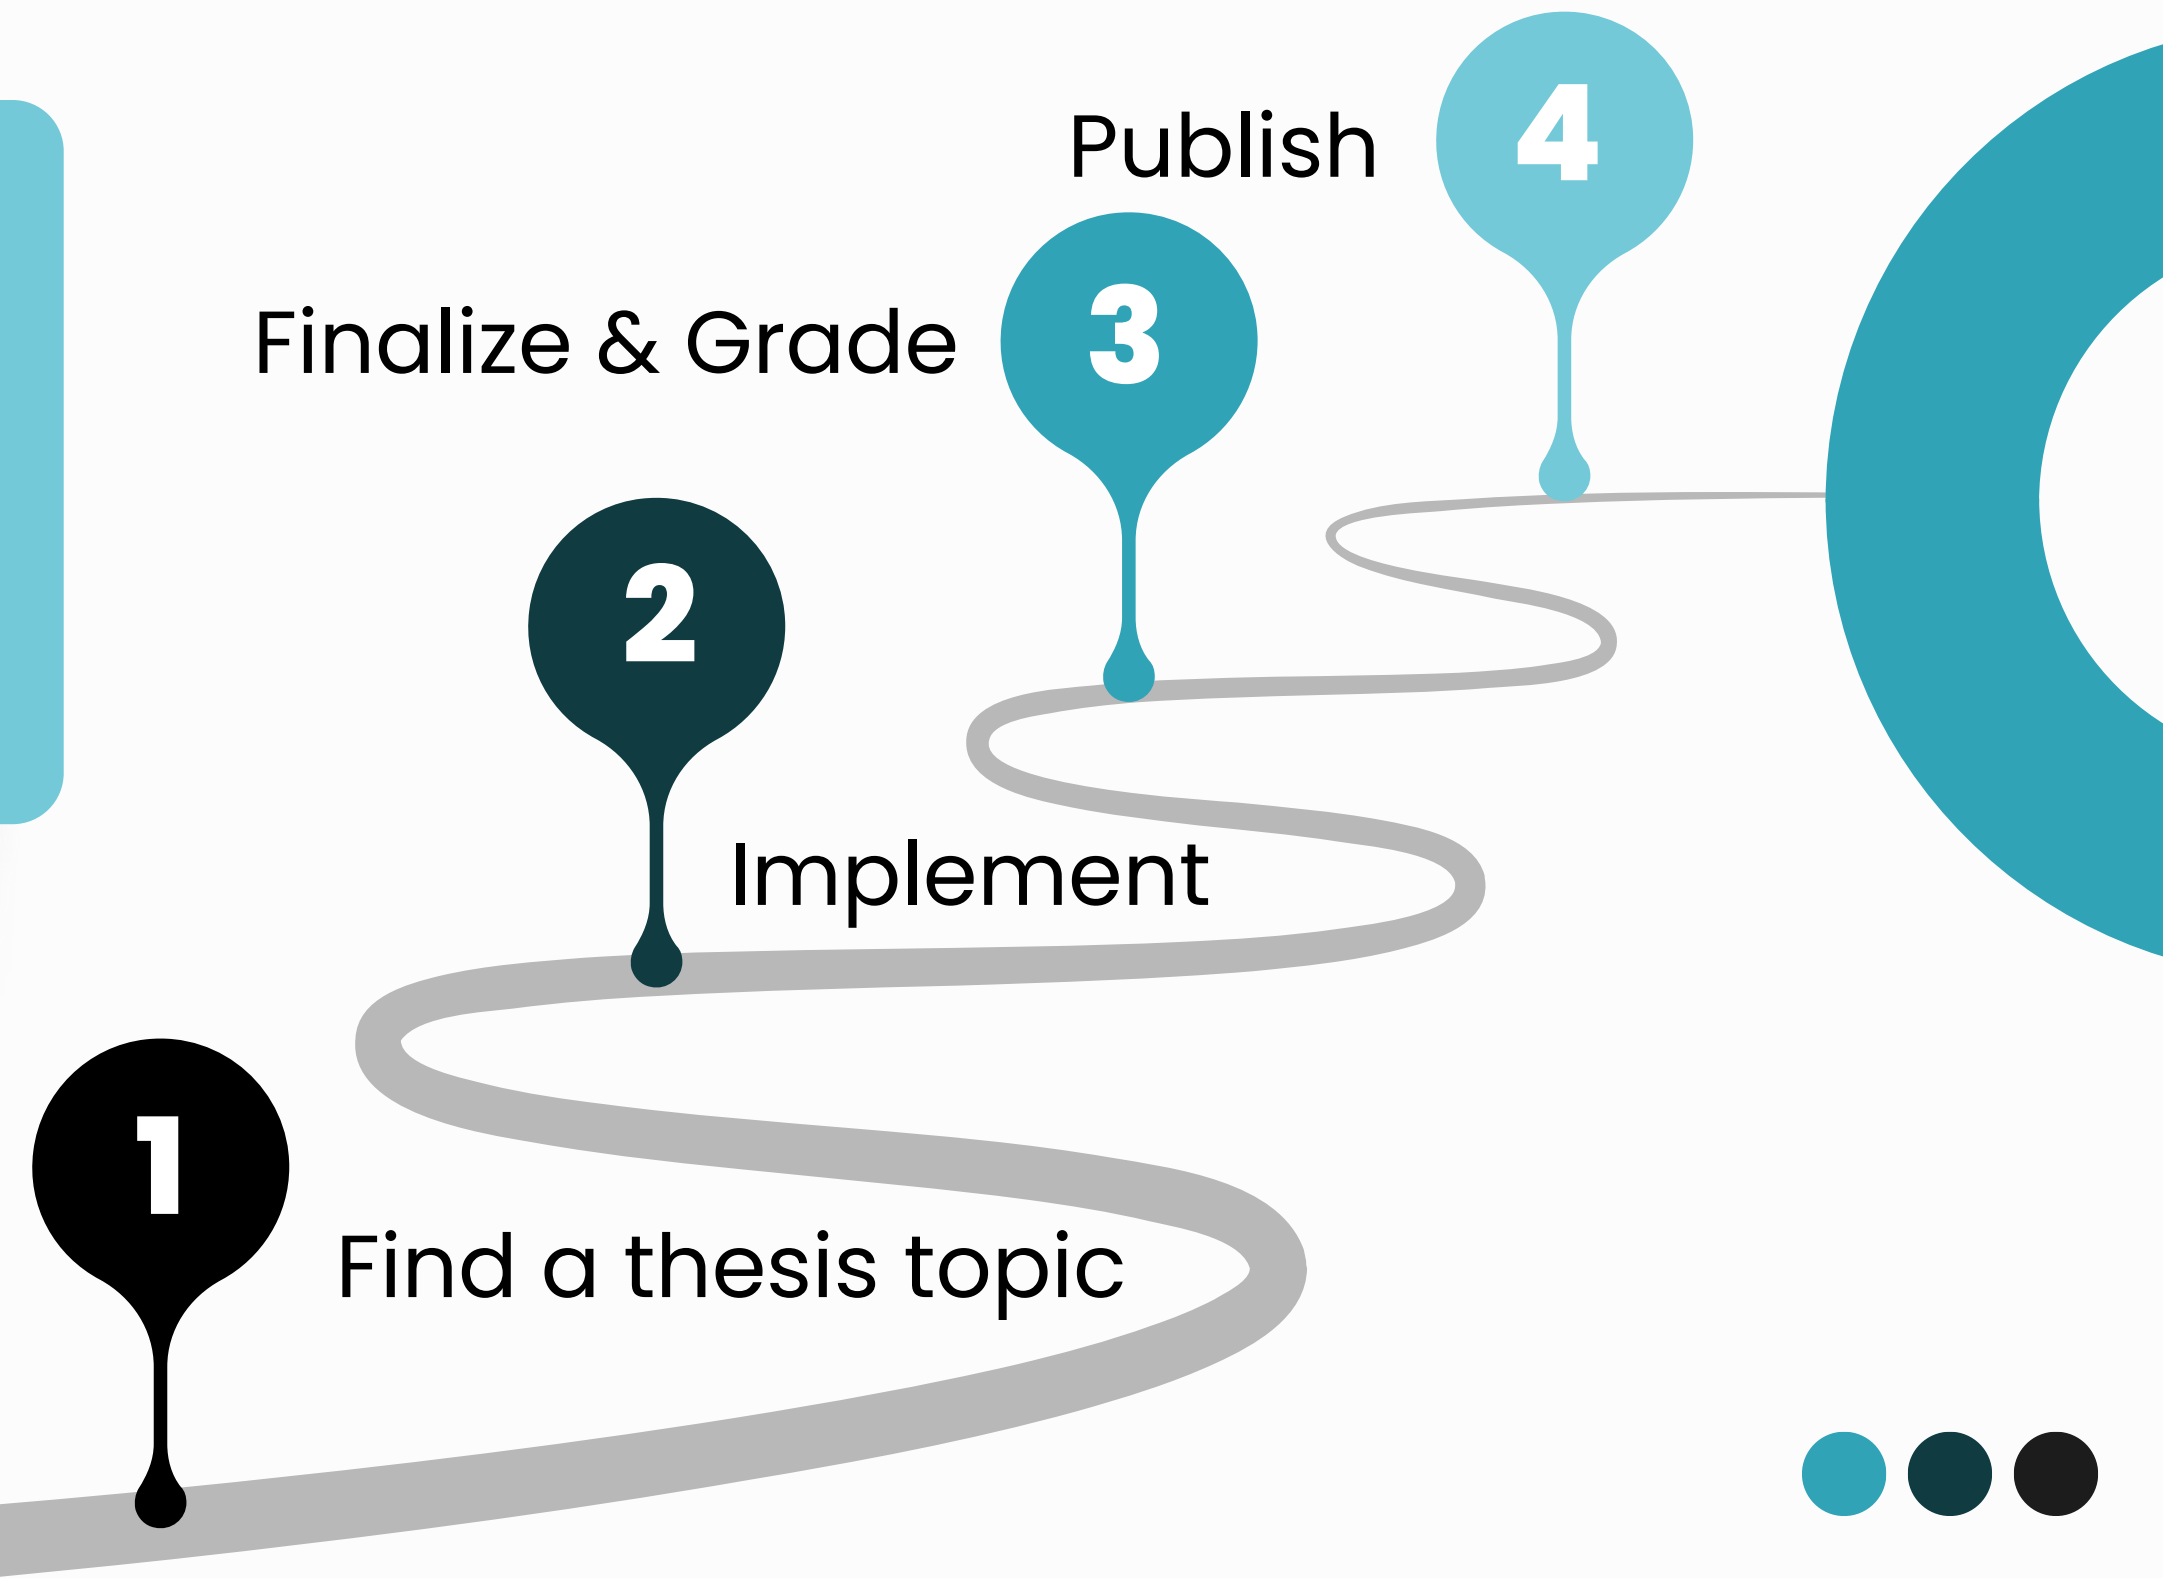 Publish
4
Finalize & Grade
3
2
Implement
1
Find a thesis topic